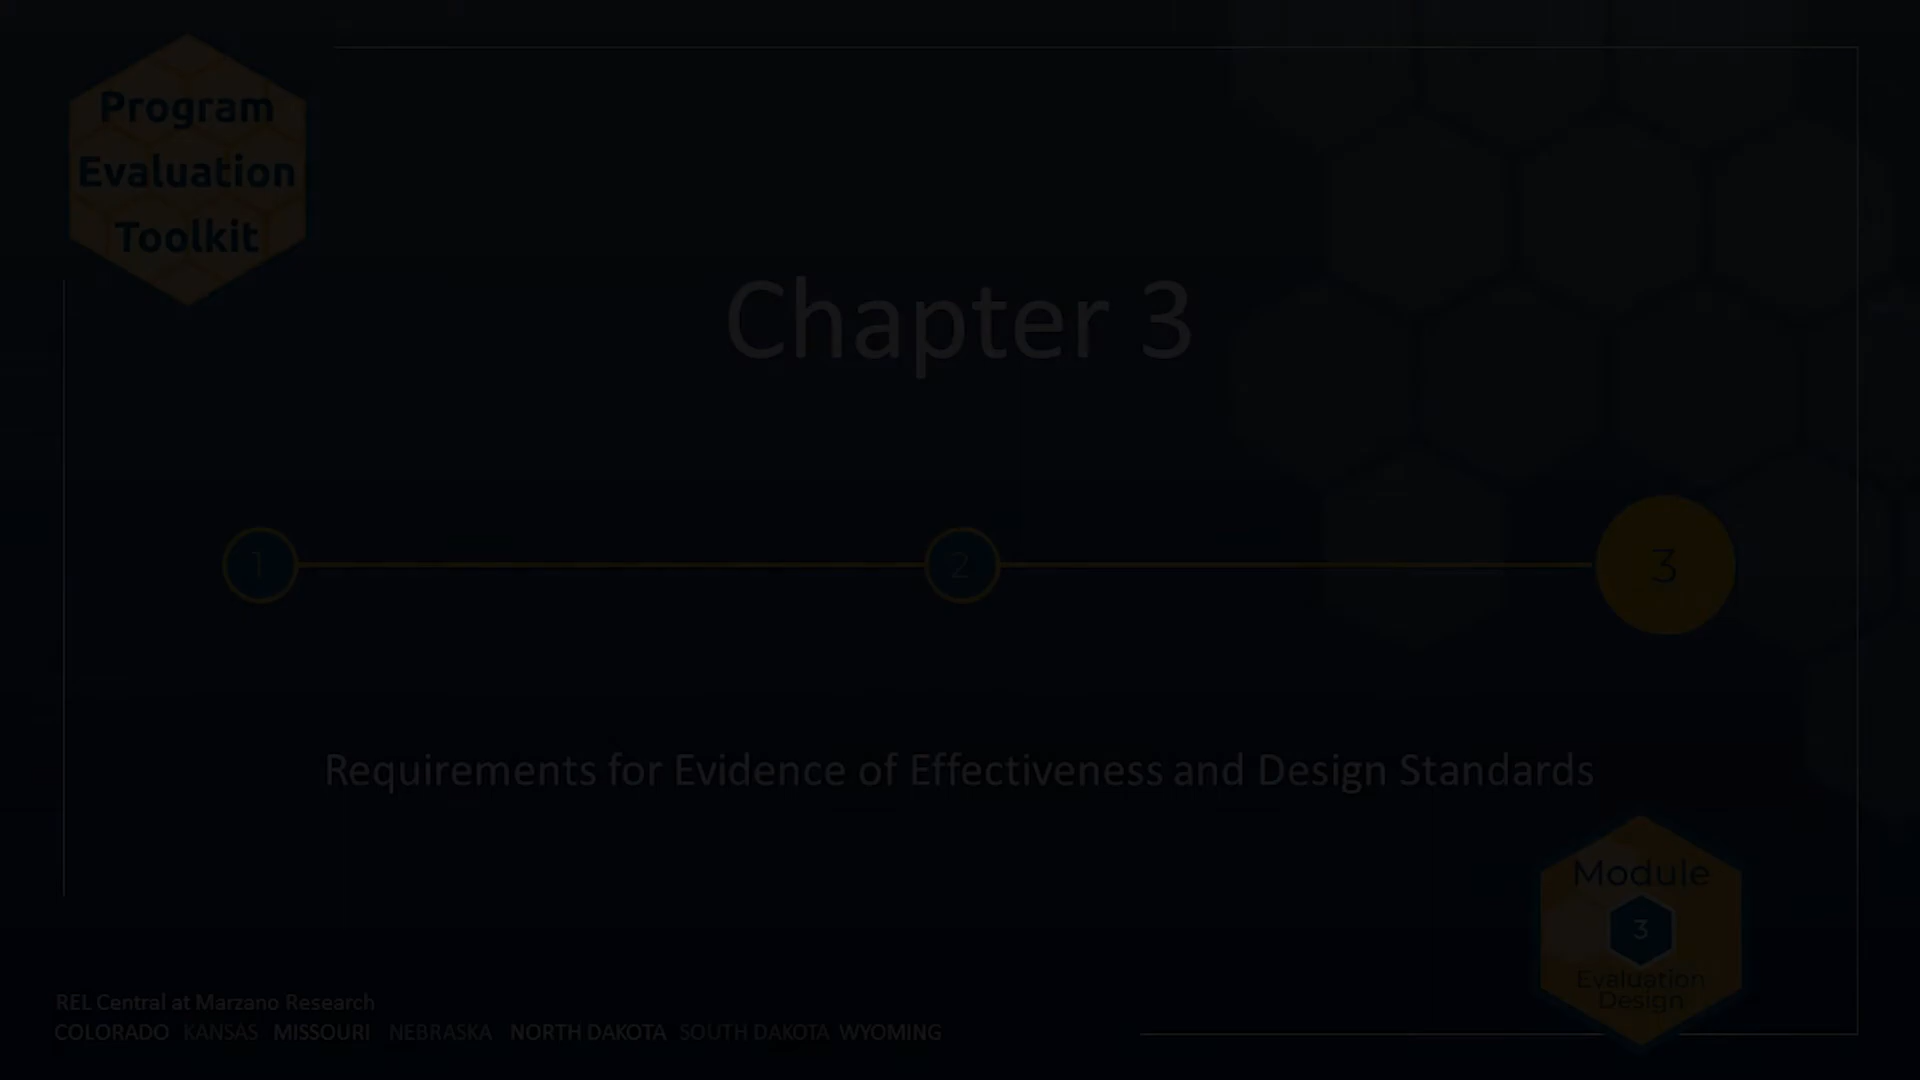 Program
Evaluation
Toolkit
Chapter 3
1
2
3
Requirements for Evidence of Effectiveness and Design Standards
Module
3
Evaluation
Design
REL Central at Marzano Research
COLORADO KANSAS MISSOURI NEBRASKA NORTH DAKOTA SOUTH DAKOTA WYOMING